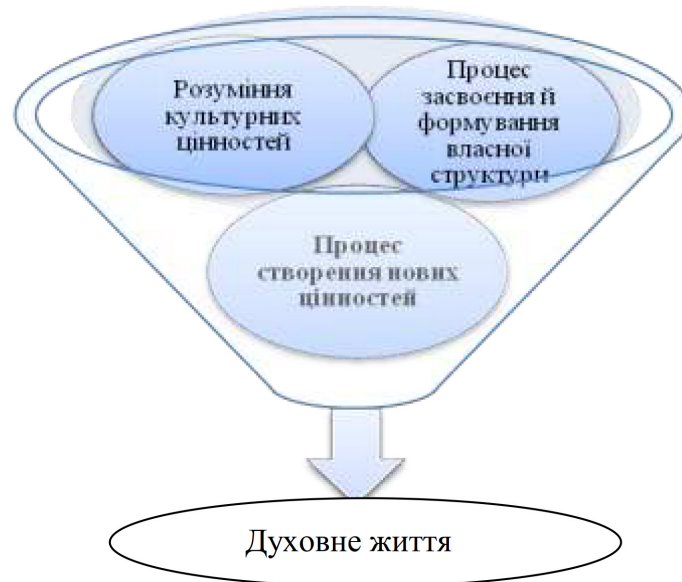 Розуміння
культурних
цінностей
Процес
засвоєння й
формування
власної
структури
Процес
створення нових
цінностей
Духовне життя